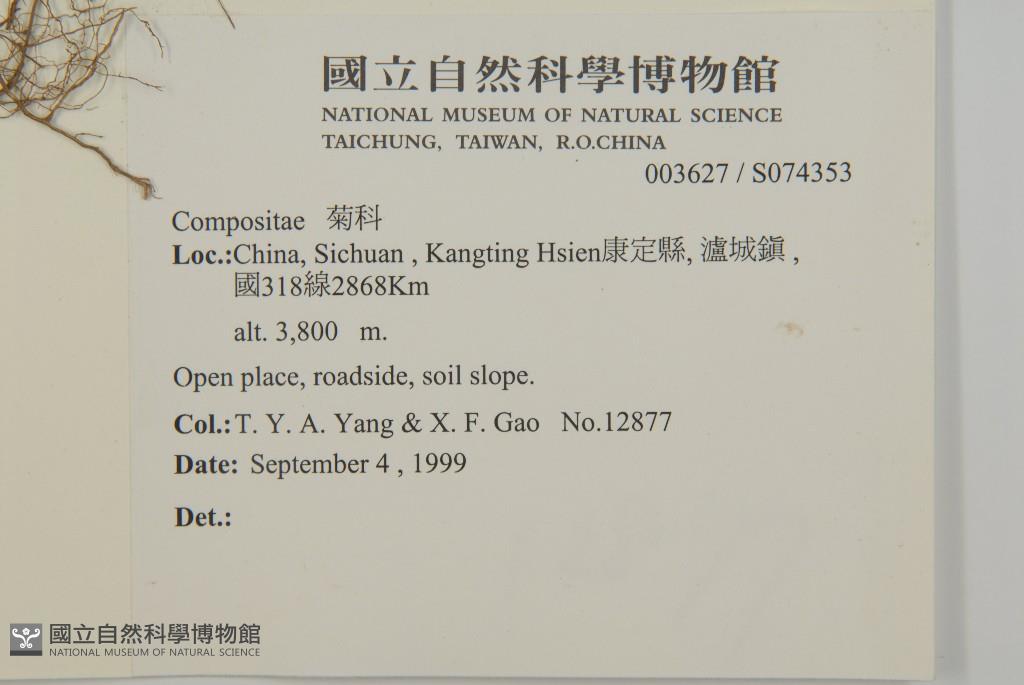 國立自然科學博物館
NATIONAL MUSEUM OF NATURAL SCIENCE
TAICHUNG, TAIWAN, R.O.CHINA
003627 / S074353
Compositae 菊科
Loc.:China, Sichuan , Kangting Hsien康定縣, 瀘城鎮 ,
國318線2868Km
alt. 3,800 m.
Open place, roadside, soil slope.
Col.:T. Y. A. Yang & X. F. Gao No.12877
Date: September 4 , 1999
Det.:
國立自然科學博物館
NATIONAL MUSEUM OF NATURAL SCIENCE